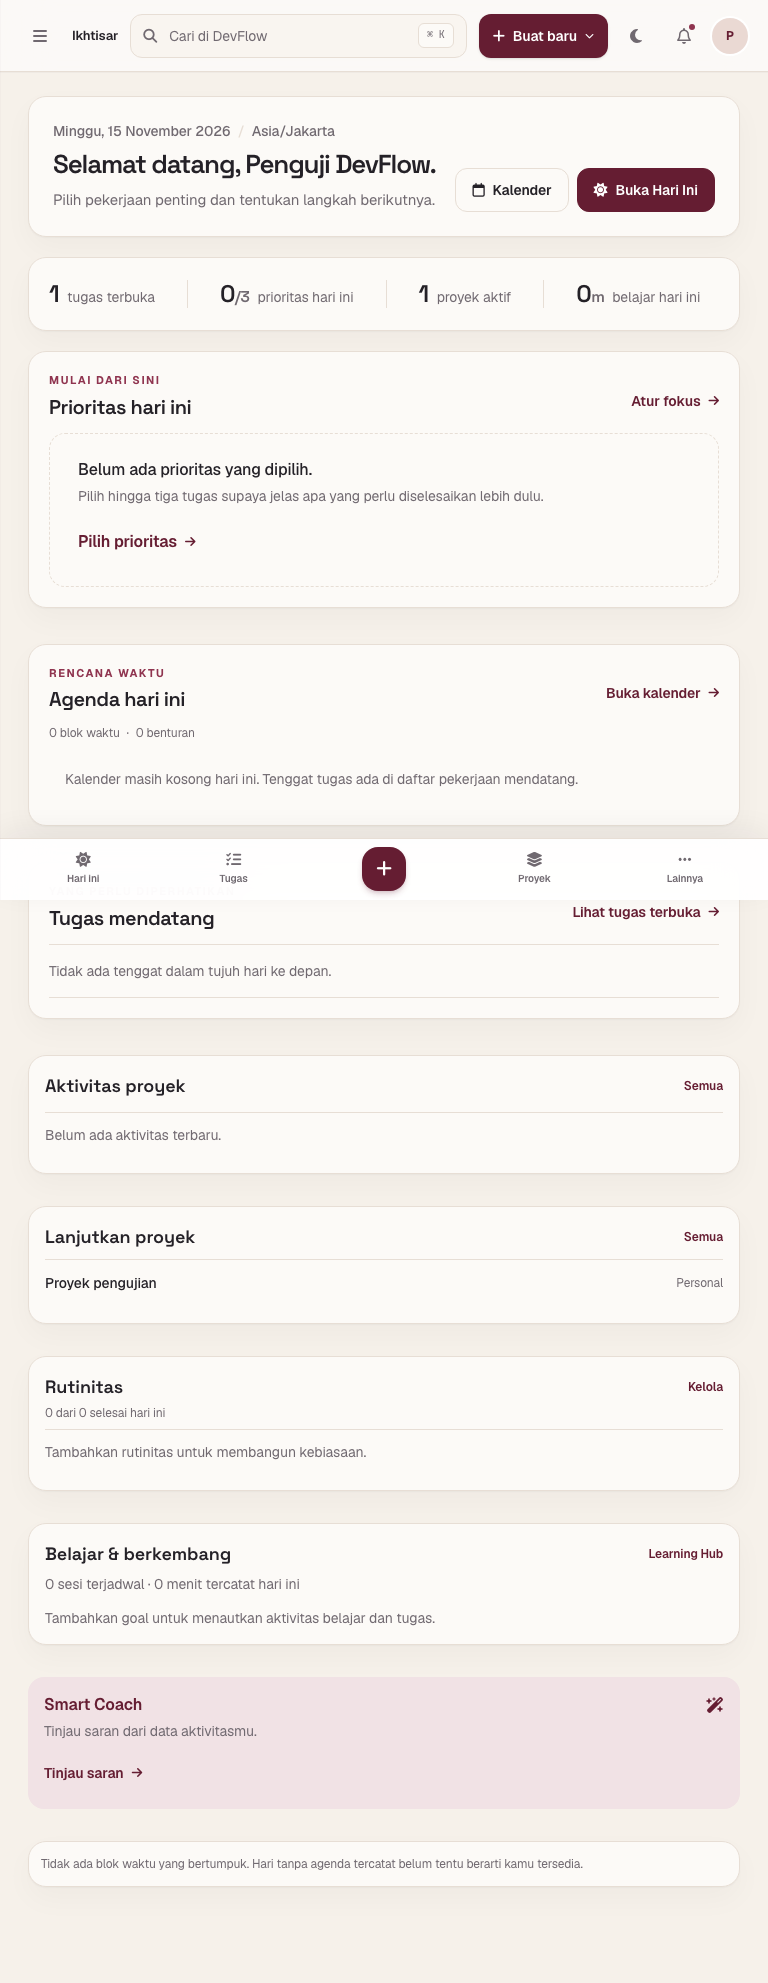 Ikhtisar
Cari di DevFlow
⌘ K
Buat baru
P
Minggu, 15 November 2026 / Asia/Jakarta
Selamat datang, Penguji DevFlow.
Pilih pekerjaan penting dan tentukan langkah berikutnya.
Kalender
Buka Hari Ini
1 tugas terbuka
0/3 prioritas hari ini
1 proyek aktif
0m belajar hari ini
MULAI DARI SINI
Prioritas hari ini
Atur fokus →
Belum ada prioritas yang dipilih.
Pilih hingga tiga tugas supaya jelas apa yang perlu diselesaikan lebih dulu.
Pilih prioritas →
RENCANA WAKTU
Agenda hari ini
Buka kalender →
0 blok waktu · 0 benturan
Kalender masih kosong hari ini. Tenggat tugas ada di daftar pekerjaan mendatang.
Hari ini
Tugas
Proyek
Lainnya
Tugas mendatang
Lihat tugas terbuka →
Tidak ada tenggat dalam tujuh hari ke depan.
Aktivitas proyek
Semua
Belum ada aktivitas terbaru.
Lanjutkan proyek
Semua
Proyek pengujian
Personal
Rutinitas
Kelola
0 dari 0 selesai hari ini
Tambahkan rutinitas untuk membangun kebiasaan.
Belajar & berkembang
Learning Hub
0 sesi terjadwal · 0 menit tercatat hari ini
Tambahkan goal untuk menautkan aktivitas belajar dan tugas.
Smart Coach
Tinjau saran dari data aktivitasmu.
Tinjau saran →
Tidak ada blok waktu yang bertumpuk. Hari tanpa agenda tercatat belum tentu berarti kamu tersedia.